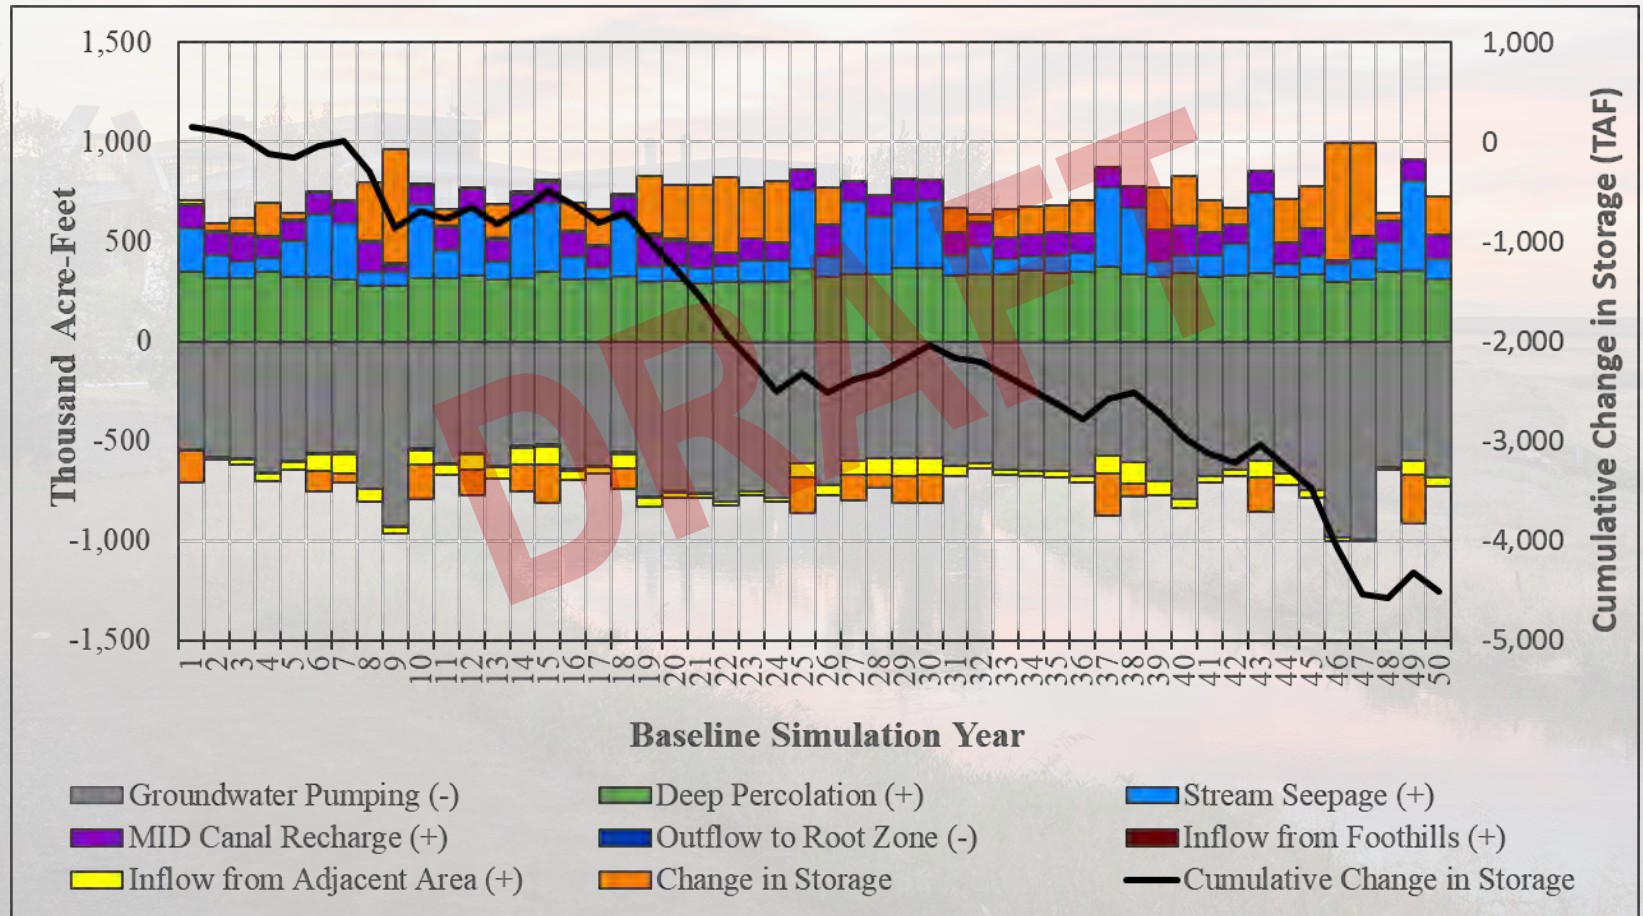 1,500
1,000
500
0
-500
-1,000
-1,500
Thousand Acre-Feet
1,000
0
-1,000
-2,000
-3,000
-4,000
-5,000
Cumulative Change in Storage (TAF)
DRAFT
1 2 3 4 5 6 7 8 9 10 11 12 13 14 15 16 17 18 19 20 21 22 23 24 25 26 27 28 29 30 31 32 33 34 35 36 37 38 39 40 41 42 43 44 45 46 47 48 49 50
Baseline Simulation Year
Groundwater Pumping (-) Deep Percolation (+) Stream Seepage (+)
MID Canal Recharge (+) Outflow to Root Zone (-) Inflow from Foothills (+)
Inflow from Adjacent Area (+) Change in Storage Cumulative Change in Storage